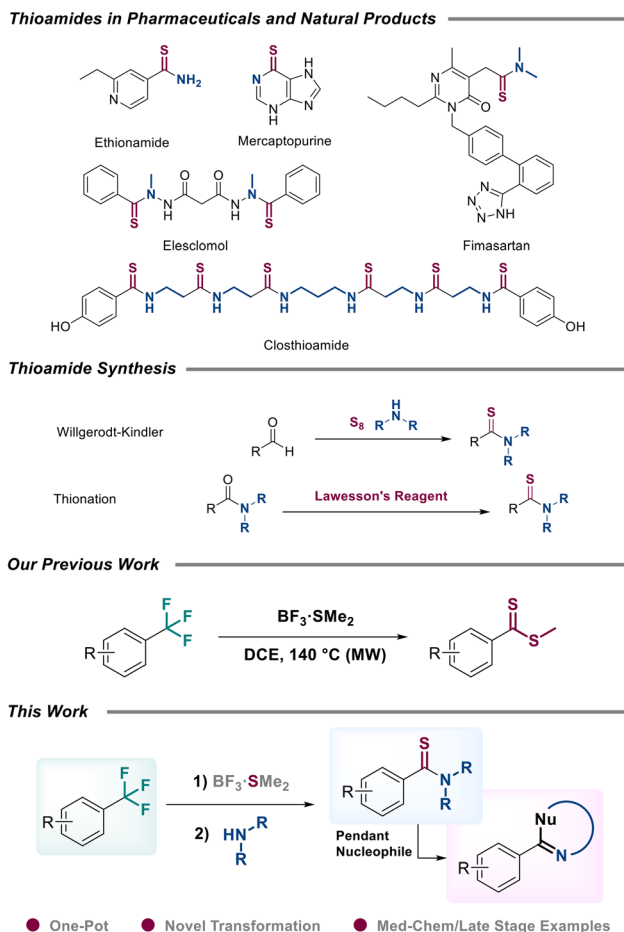 Thioamides in Pharmaceuticals and Natural Products
S
NH2
N
Ethionamide
S
N
H
N
N
H
N
Mercaptopurine
N
N
O
N
S
N
N
N
N
NH
Fimasartan
S
N
N
H
O
O
N
H
N
S
Elesclomol
HO
S
N
H
S
N
H
S
N
H
N
H
S
N
H
S
N
H
S
OH
Closthioamide
Thioamide Synthesis
Willgerodt-Kindler
O
R
H
S8
H
R N R
S
R
N
R
R
Thionation
O
R
N
R
R
Lawesson's Reagent
S
R
N
R
R
Our Previous Work
R
F
F
F
BF3·SMe2
DCE, 140 °C (MW)
R
S
S
This Work
R
F
F
F
1) BF3·SMe2
2) HN
R
R
R
S
N
R
R
Pendant
Nucleophile
R
Nu
N
One-Pot
Novel Transformation
Med-Chem/Late Stage Examples